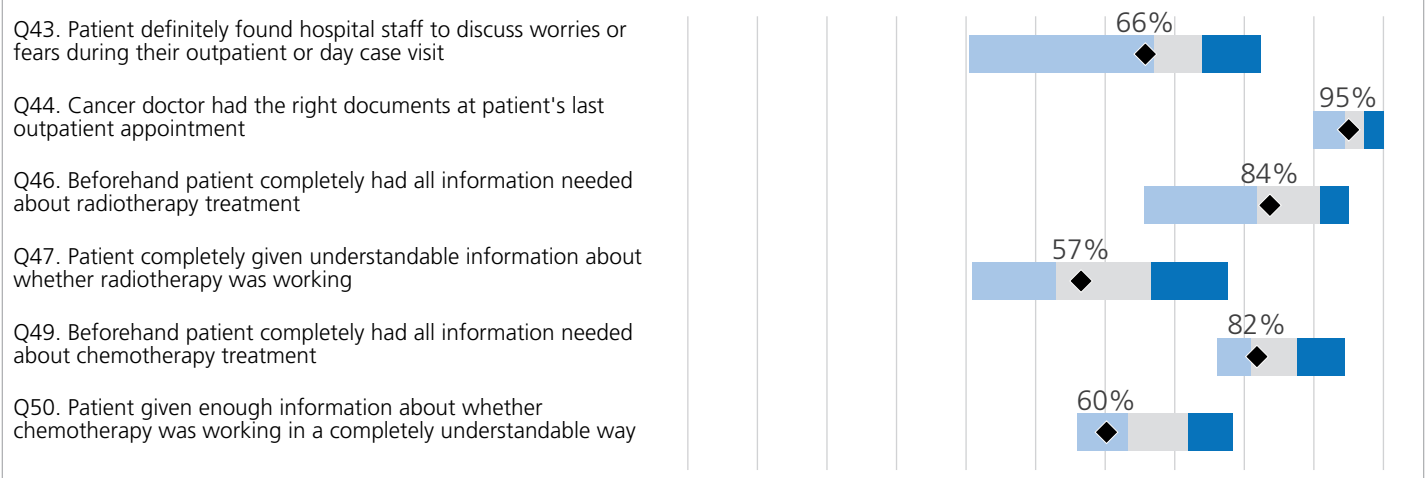 66%
Q43. Patient definitely found hospital staff to discuss worries or
fears during their outpatient or day case visit
95%
Q44. Cancer doctor had the right documents at patient's last
outpatient appointment
84%
Q46. Beforehand patient completely had all information needed
about radiotherapy treatment
57%
Q47. Patient completely given understandable information about
whether radiotherapy was working
82%
Q49. Beforehand patient completely had all information needed
about chemotherapy treatment
60%
Q50. Patient given enough information about whether
chemotherapy was working in a completely understandable way